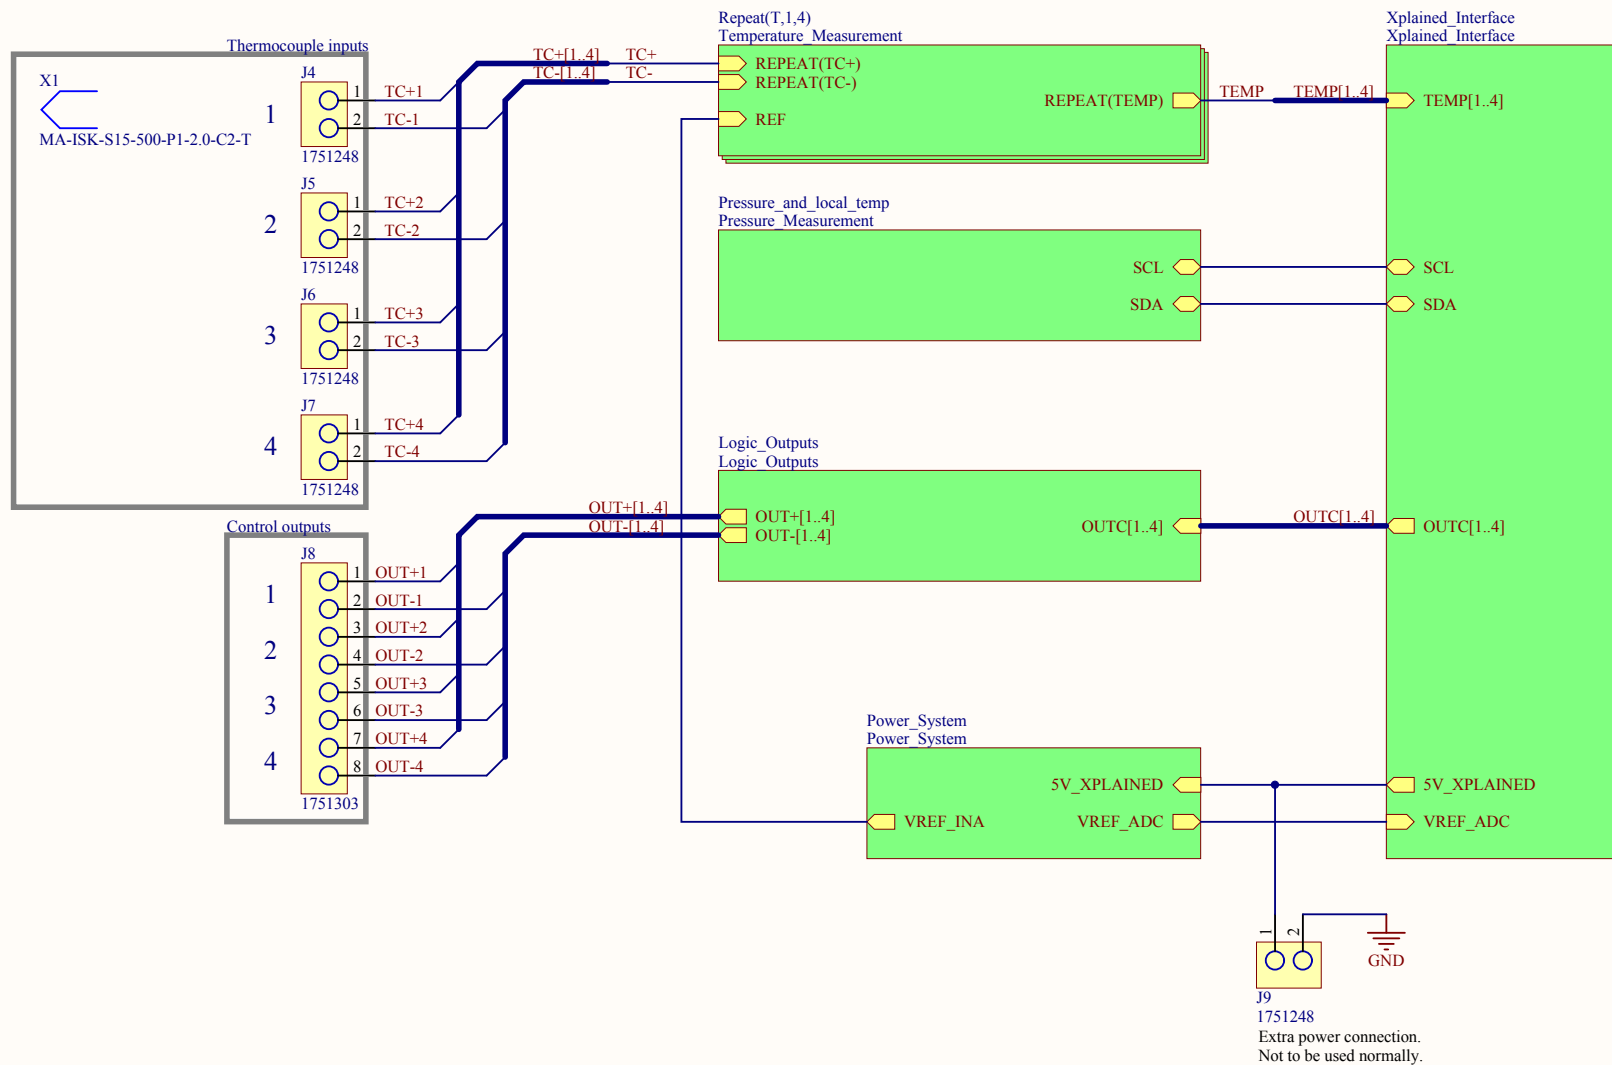 Thermocouple inputs
X1
MA-ISK-S15-500-P1-2.0-C2-T
J4
1
1 TC+1
2 TC-1
1751248
J5
2
1 TC+2
2 TC-2
1751248
J6
3
1 TC+3
2 TC-3
1751248
J7
4
1 TC+4
2 TC-4
1751248
TC+[1..4] TC+
TC-[1..4] TC-
Repeat(T,1,4)
Temperature_Measurement
REPEAT(TC+)
REPEAT(TC-)
REF
REPEAT(TEMP)
TEMP TEMP[1..4]
Pressure_and_local_temp
Pressure_Measurement
SCL
SDA
Control outputs
J8
1
2
3
4
1 OUT+1
2 OUT-1
3 OUT+2
4 OUT-2
5 OUT+3
6 OUT-3
7 OUT+4
8 OUT-4
1751303
OUT+[1..4]
OUT-[1..4]
Logic_Outputs
Logic_Outputs
OUT+[1..4]
OUT-[1..4]
OUTC[1..4]
OUTC[1..4]
Power_System
Power_System
5V_XPLAINED
VREF_INA
VREF_ADC
Xplained_Interface
Xplained_Interface
TEMP[1..4]
SCL
SDA
OUTC[1..4]
5V_XPLAINED
VREF_ADC
1 2
GND
J9
1751248
Extra power connection.
Not to be used normally.